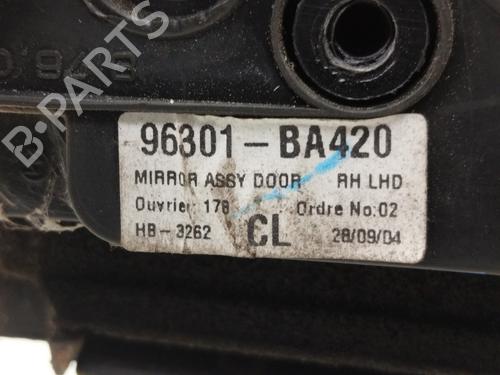 B-PARTS
96301-BA420
MIRROR ASSY DOOR RH LHD
Ouvrier: 178 Ordre No:02
HB-3262 CL 28/09/04